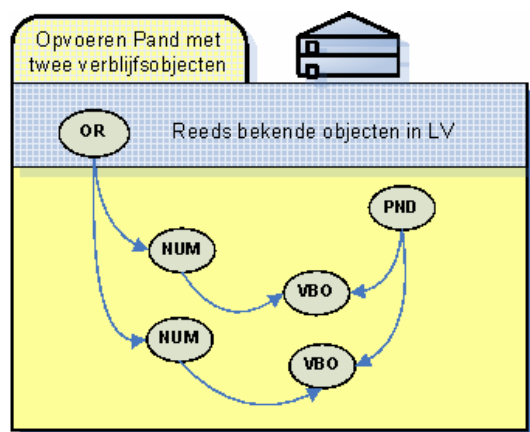 Opvoeren Pand met
twee verblijfsobjecten
OR
Reeds bekende objecten in LV
PND
NUM
VBO
NUM
VBO